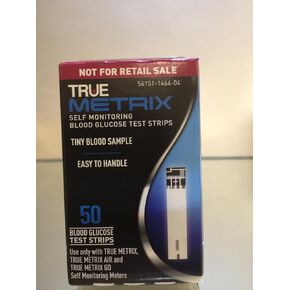 NOT FOR RETAIL SALE
56151-1464-04
TRUE
METRIX
SELF MONITORING
BLOOD GLUCOSE TEST STRIPS
TINY BLOOD SAMPLE
EASY TO HANDLE
50
BLOOD GLUCOSE
TEST STRIPS
Use only with TRUE METRIX,
TRUE METRIX AIR and
TRUE METRIX GO
Self Monitoring Meters